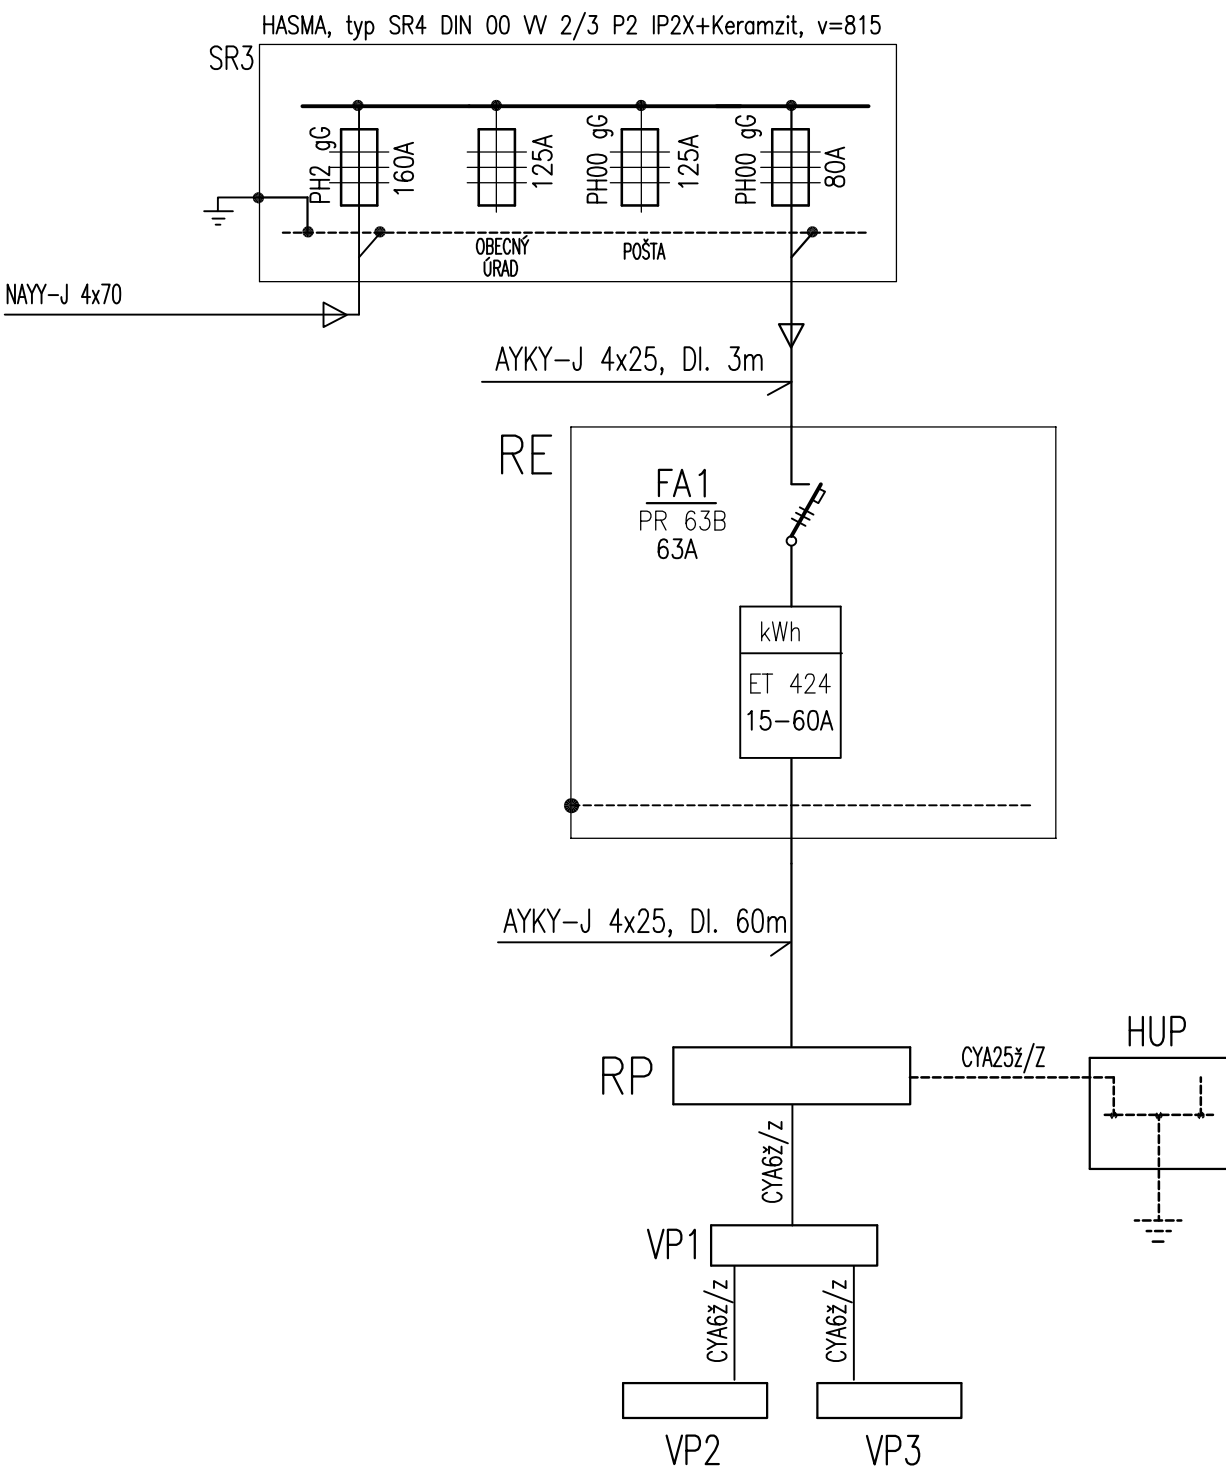 HASMA, typ SR4 DIN 00 VV 2/3 P2 IP2X+Keramzit, v=815
SR3
PH2 gG
160A
125A
PH00 gG
125A
PH00 gG
80A
OBECNÝ
ÚRAD
POŠTA
NAYY-J 4x70
AYKY-J 4x25, Dl. 3m
RE
FA1
PR 63B
63A
kWh
ET 424
15-60A
AYKY-J 4x25, Dl. 60m
RP
CYA25ž/Z
HUP
CYA6ž/z
VP1
CYA6ž/z
CYA6ž/z
VP2
VP3